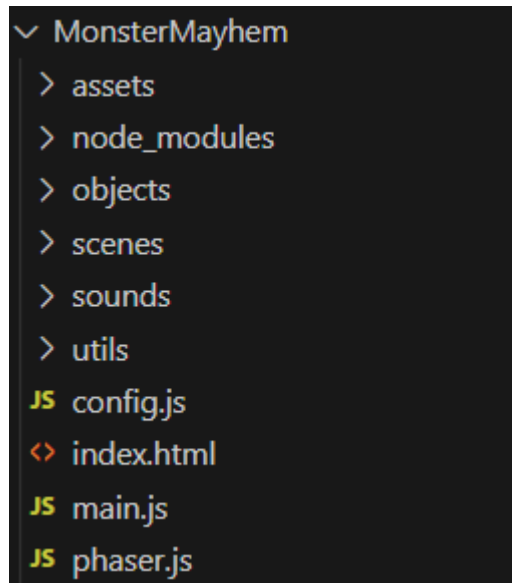 MonsterMayhem
assets
node_modules
objects
scenes
sounds
utils
JS config.js
<> index.html
JS main.js
JS phaser.js